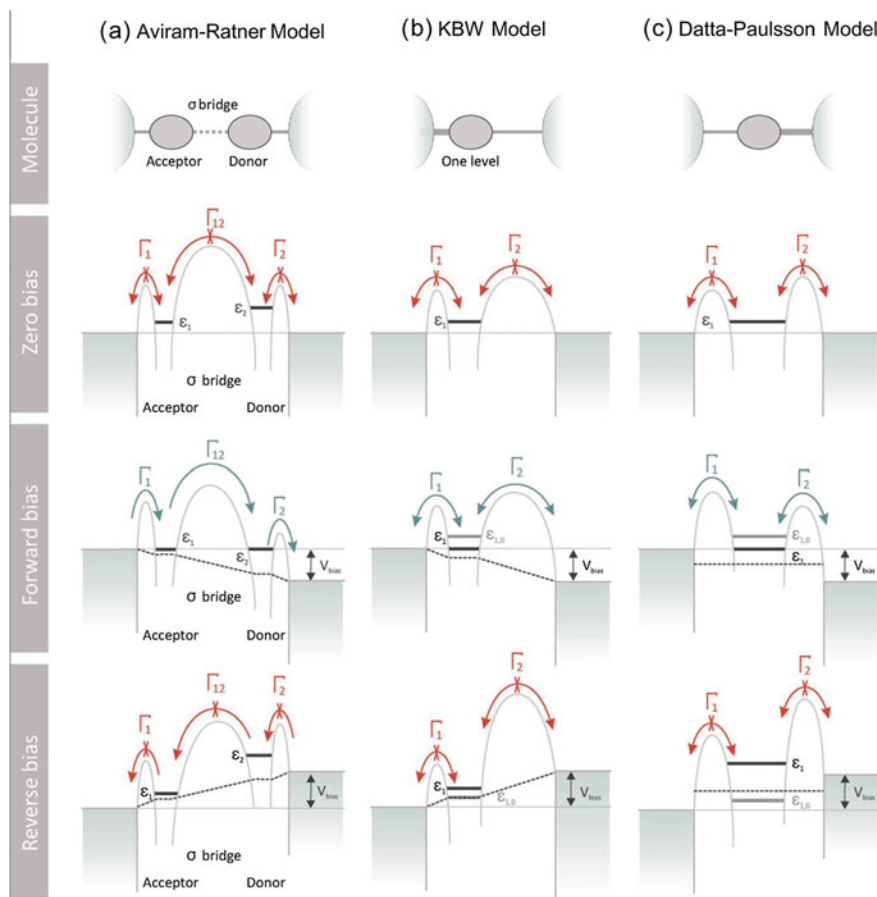 (a) Aviram-Ratner Model
(b) KBW Model
(c) Datta-Paulsson Model
Molecule
σ bridge
Acceptor
Donor
One level
Zero bias
Γ1
Γ12
Γ2
ε1
ε2
σ bridge
Acceptor
Donor
Γ1
Γ2
ε1
Γ1
Γ2
ε1
Forward bias
Γ1
Γ12
Γ2
ε1
ε2
Vbias
σ bridge
Acceptor
Donor
Γ1
Γ2
ε1
ε1,0
Vbias
Γ1
Γ2
ε1,0
ε1
Vbias
Reverse bias
Γ1
Γ12
Γ2
ε2
ε1
Vbias
σ bridge
Acceptor
Donor
Γ1
Γ2
ε1
ε1,0
Vbias
Γ1
Γ2
ε1
ε1,0
Vbias